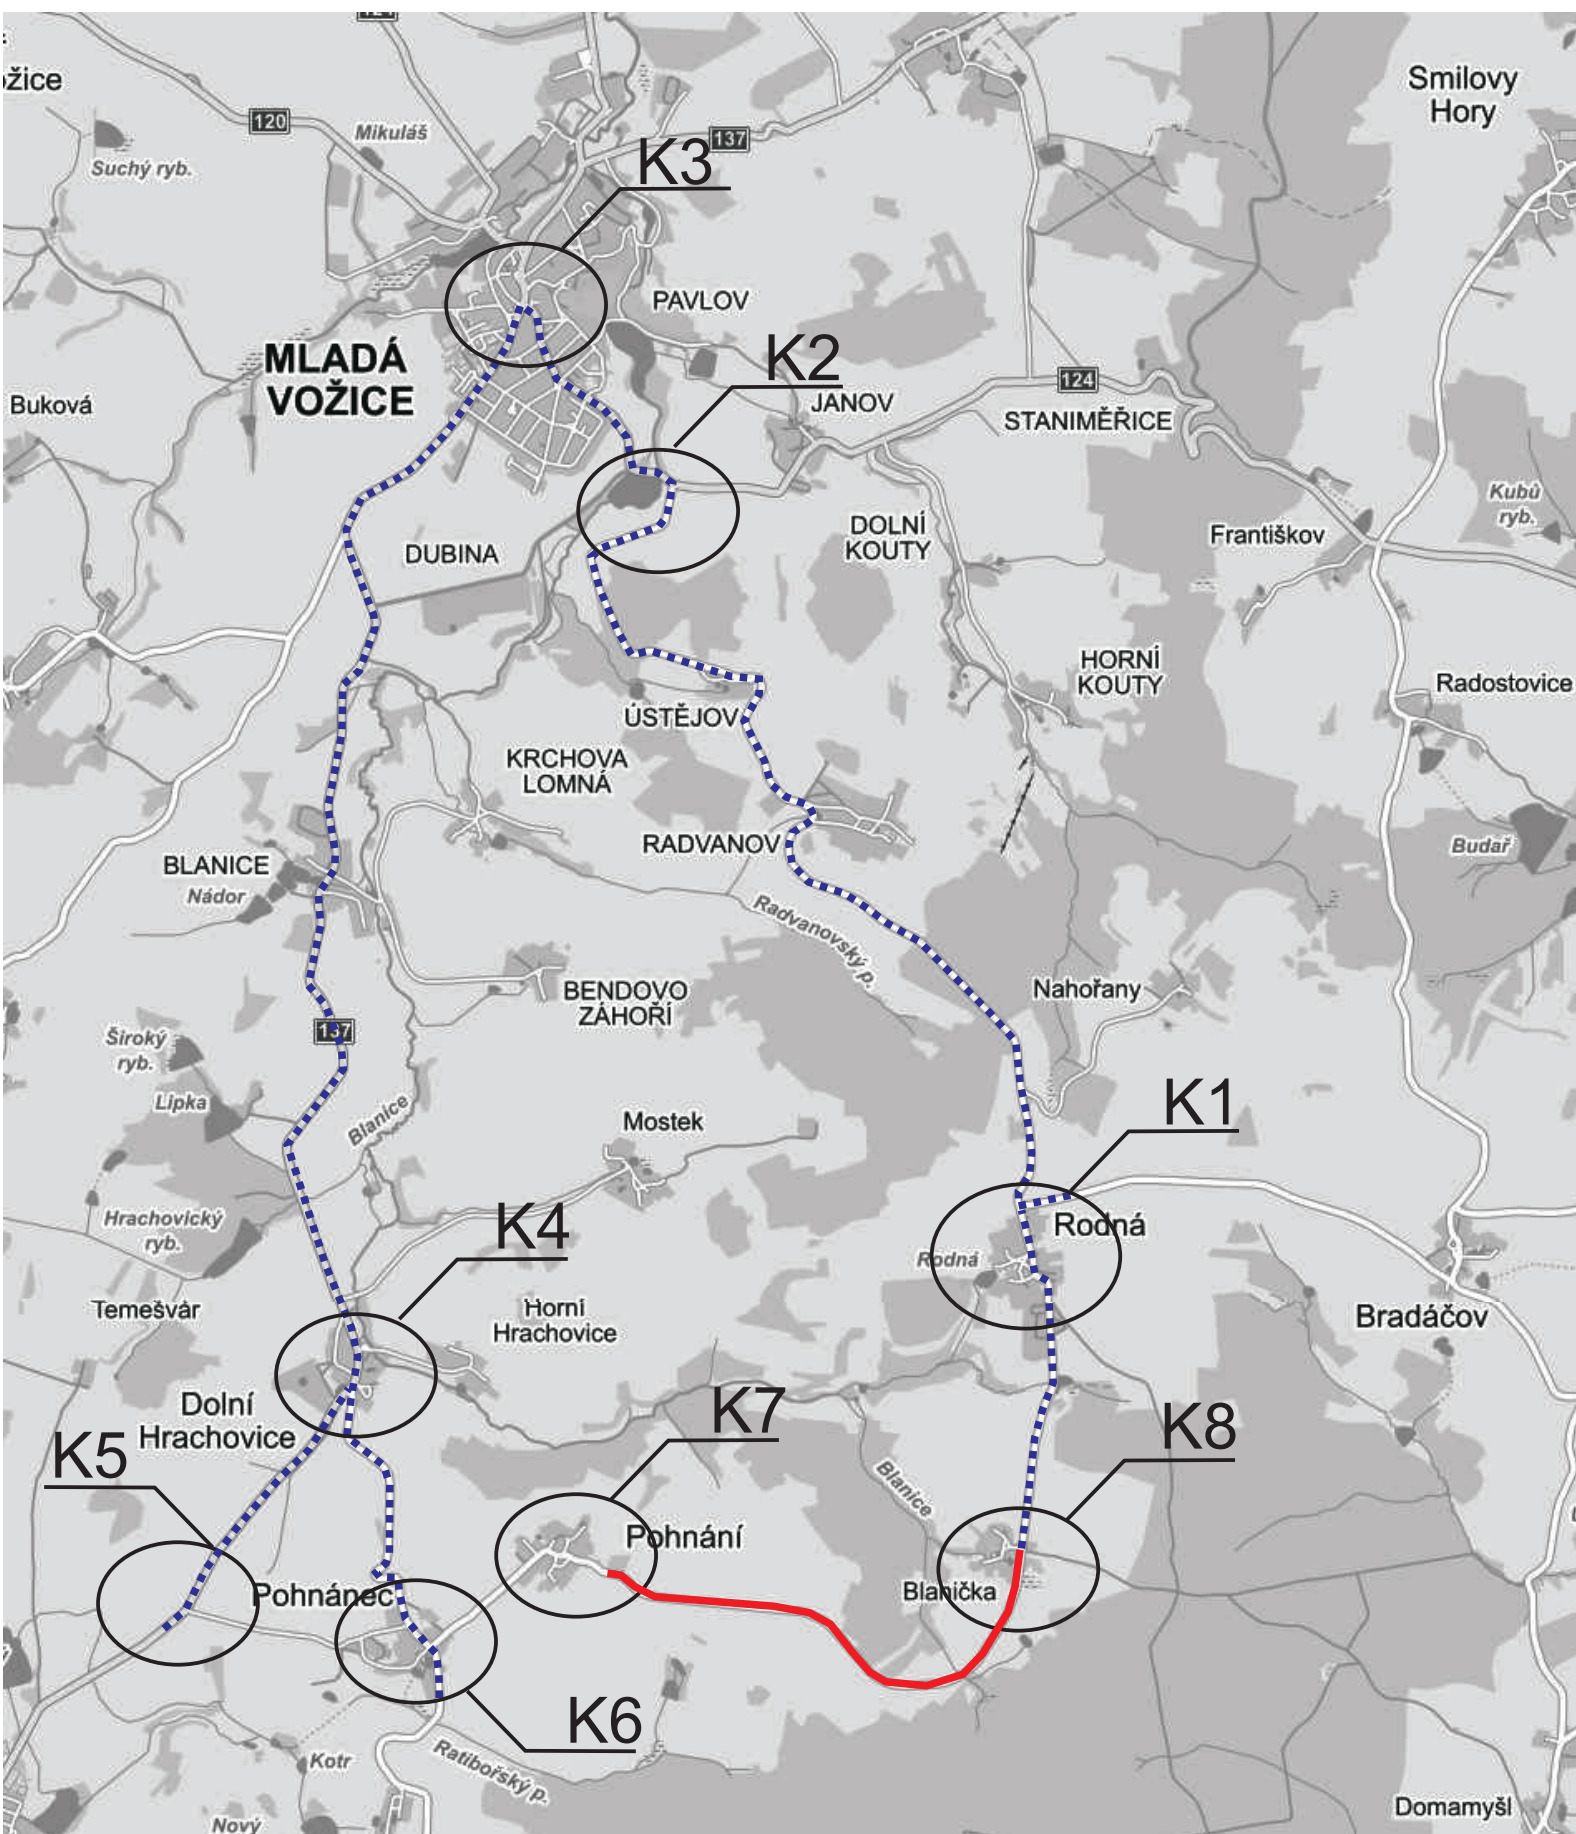 žice
Smilovy
Hory
120
Mikuláš
137
Suchý ryb.
K3
PAVLOV
MLADÁ
VOŽICE
K2
124
Buková
JANOV
STANIMĚŘICE
Kubů
ryb.
DOLNÍ
KOUTY
Františkov
DUBINA
HORNÍ
KOUTY
Radostovice
ÚSTĚJOV
KRCHOVA
LOMNÁ
RADVANOV
Budař
BLANICE
Nádor
Radvanovský p.
Nahořany
BENDOVO
ZÁHOŘÍ
137
Široký
ryb.
Lipka
Blanice
Mostek
K1
Hrachovický
ryb.
K4
Rodná
Rodná
Temešvár
Horní
Hrachovice
Bradáčov
Dolní
Hrachovice
K7
K8
K5
Blanice
Pohnání
Pohnánec
Blanička
K6
Kotr
Ratibořský p.
Nový
Domamyšl